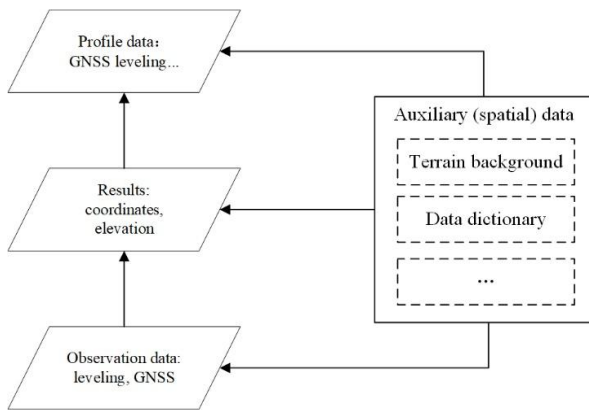 Profile data:
GNSS leveling...
Results:
coordinates,
elevation
Observation data:
leveling, GNSS
Auxiliary (spatial) data
Terrain background
Data dictionary
...